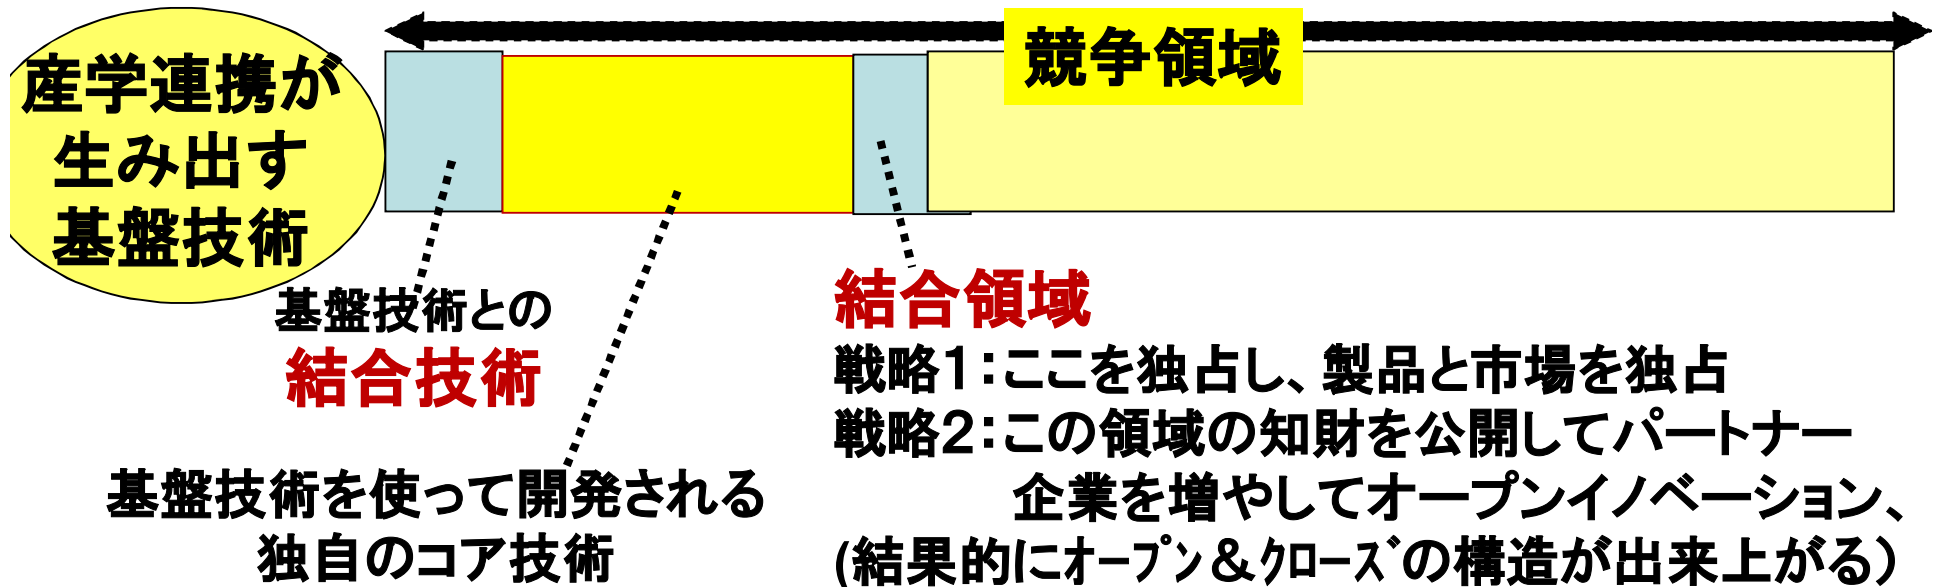 産学連携が
生み出す
基盤技術
競争領域
基盤技術との
結合技術
基盤技術を使って開発される
独自のコア技術
結合領域
戦略1：ここを独占し、製品と市場を独占
戦略2：この領域の知財を公開してパートナー
企業を増やしてオープンイノベーション、
(結果的にｵｰﾌﾟﾝ＆ｸﾛｰｽﾞの構造が出来上がる）